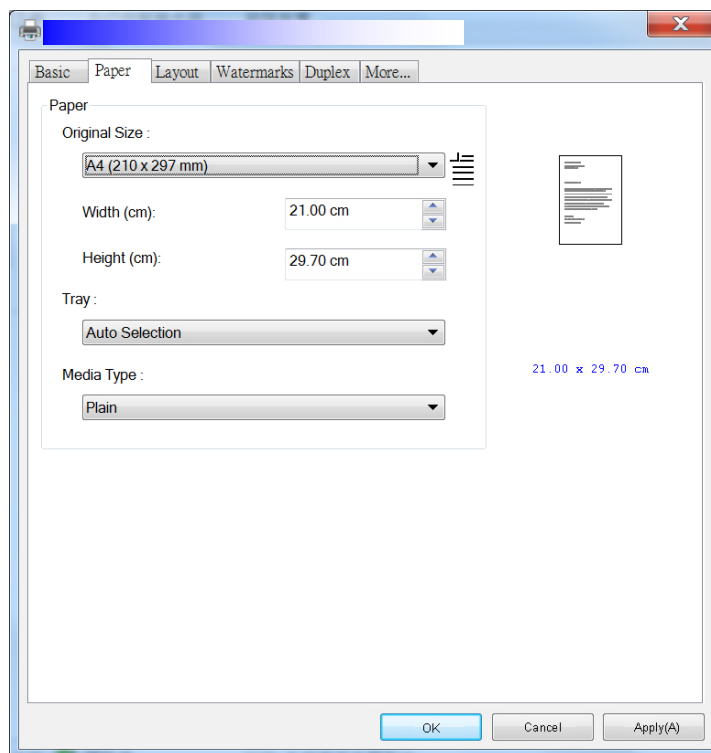 Basic Paper Layout Watermarks Duplex More...
Paper
Original Size :
A4 (210 x 297 mm)
Width (cm): 21.00 cm
Height (cm): 29.70 cm
Tray :
Auto Selection
Media Type :
21.00 x 29.70 cm
Plain
OK Cancel Apply(A)